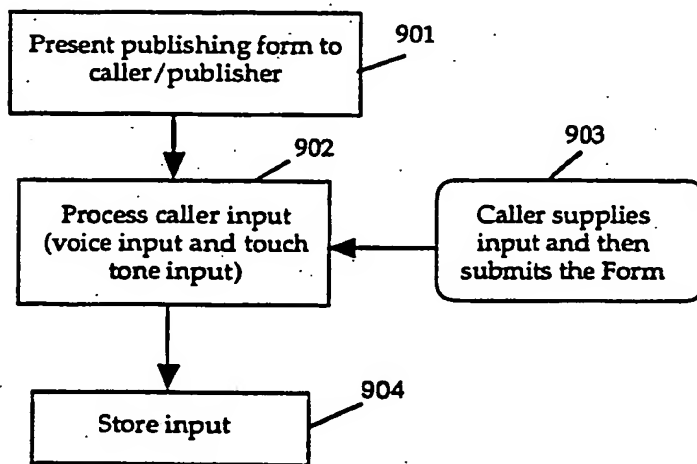 Present publishing form to
caller/publisher
901
902
903
Process caller input
(voice input and touch
tone input)
Caller supplies
input and then
submits the Form
904
Store input